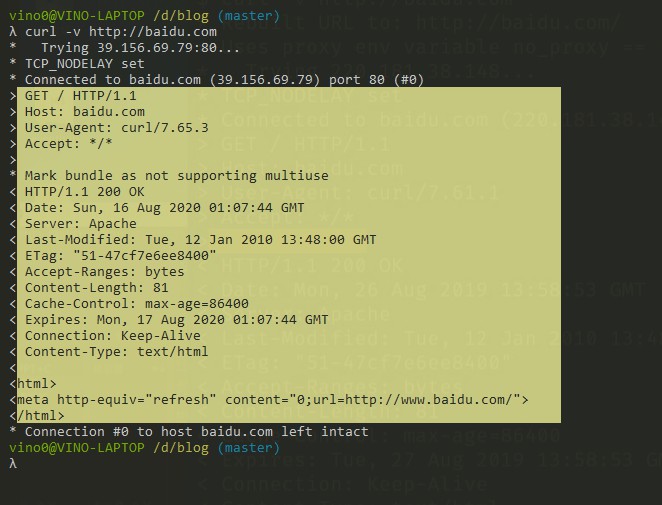 vino0@VINO-LAPTOP /d/blog (master)
λ curl -v http://baidu.com
*   Trying 39.156.69.79:80...
* TCP_NODELAY set
* Connected to baidu.com (39.156.69.79) port 80 (#0)
> GET / HTTP/1.1
> Host: baidu.com
> User-Agent: curl/7.65.3
> Accept: */*
>
* Mark bundle as not supporting multiuse
< HTTP/1.1 200 OK
< Date: Sun, 16 Aug 2020 01:07:44 GMT
< Server: Apache
< Last-Modified: Tue, 12 Jan 2010 13:48:00 GMT
< ETag: "51-47cf7e6ee8400"
< Accept-Ranges: bytes
< Content-Length: 81
< Cache-Control: max-age=86400
< Expires: Mon, 17 Aug 2020 01:07:44 GMT
< Connection: Keep-Alive
< Content-Type: text/html
<
<html>
<meta http-equiv="refresh" content="0;url=http://www.baidu.com/">
</html>
* Connection #0 to host baidu.com left intact
vino0@VINO-LAPTOP /d/blog (master)
λ